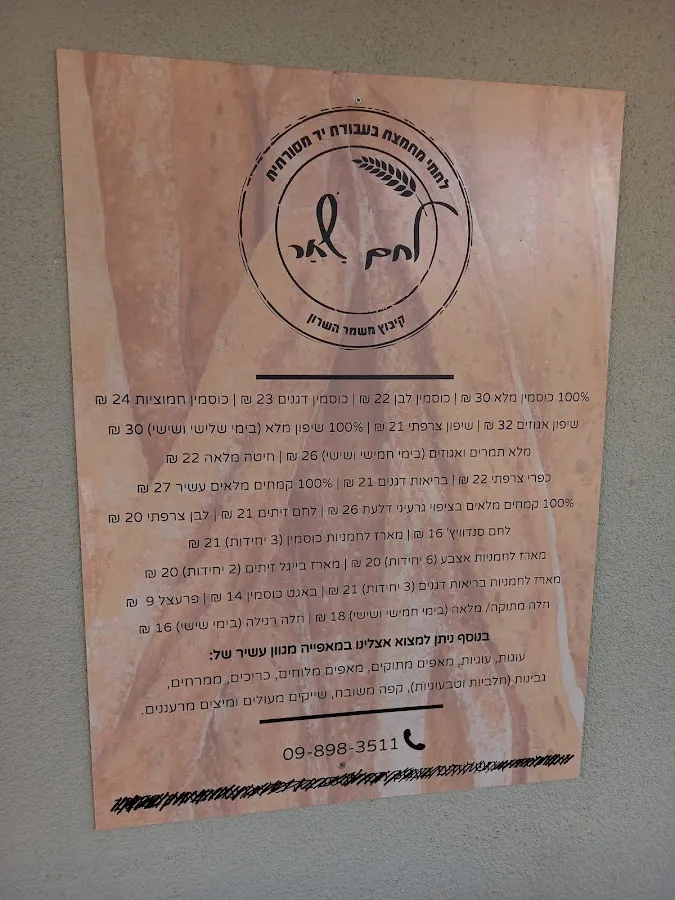 לחמי מחמצת בעבודת יד מסורתית
לחם שָׁמַר
קיבוץ משמר השרון
100% כוסמין מלא 30 ₪ | כוסמין לבן 22 ₪ | כוסמין דגנים 23 ₪ | כוסמין חמוציות 24 ₪
שיפון אגוזים 32 ₪ | שיפון צרפתי 21 ₪ | 100% שיפון מלא (בימי שלישי ושישי) 30 ₪
מלא תמרים ואגוזים (בימי חמישי ושישי) 26 ₪ | חיטה מלאה 22 ₪
כפרי צרפתי 22 ₪ | בריאות דגנים 21 ₪ | 100% קמחים מלאים עשיר 27 ₪
100% קמחים מלאים בציפוי גרעיני דלעת 26 ₪ | לחם זיתים 21 ₪ | לבן צרפתי 20 ₪
לחם סנדוויץ' 16 ₪ | מארז לחמניות כוסמין (3 יחידות) 21 ₪
מארז לחמניות אצבע (6 יחידות) 20 ₪ | מארז בייגל זיתים (2 יחידות) 20 ₪
מארז לחמניות בריאות דגנים (3 יחידות) 21 ₪ | באגט כוסמין 14 ₪ | פרעצל 9 ₪
חלה מתוקה/ מלאה (בימי חמישי ושישי) 18 ₪ | חלה רגילה (בימי שישי) 16 ₪
בנוסף ניתן למצוא אצלינו במאפייה מגוון עשיר של:
עוגות, עוגיות, מאפים מתוקים, מאפים מלוחים, כריכים, ממרחים,
גבינות (חלביות וטבעוניות), קפה משובח, שייקים מעולים ומיצים מרעננים.
09-898-3511